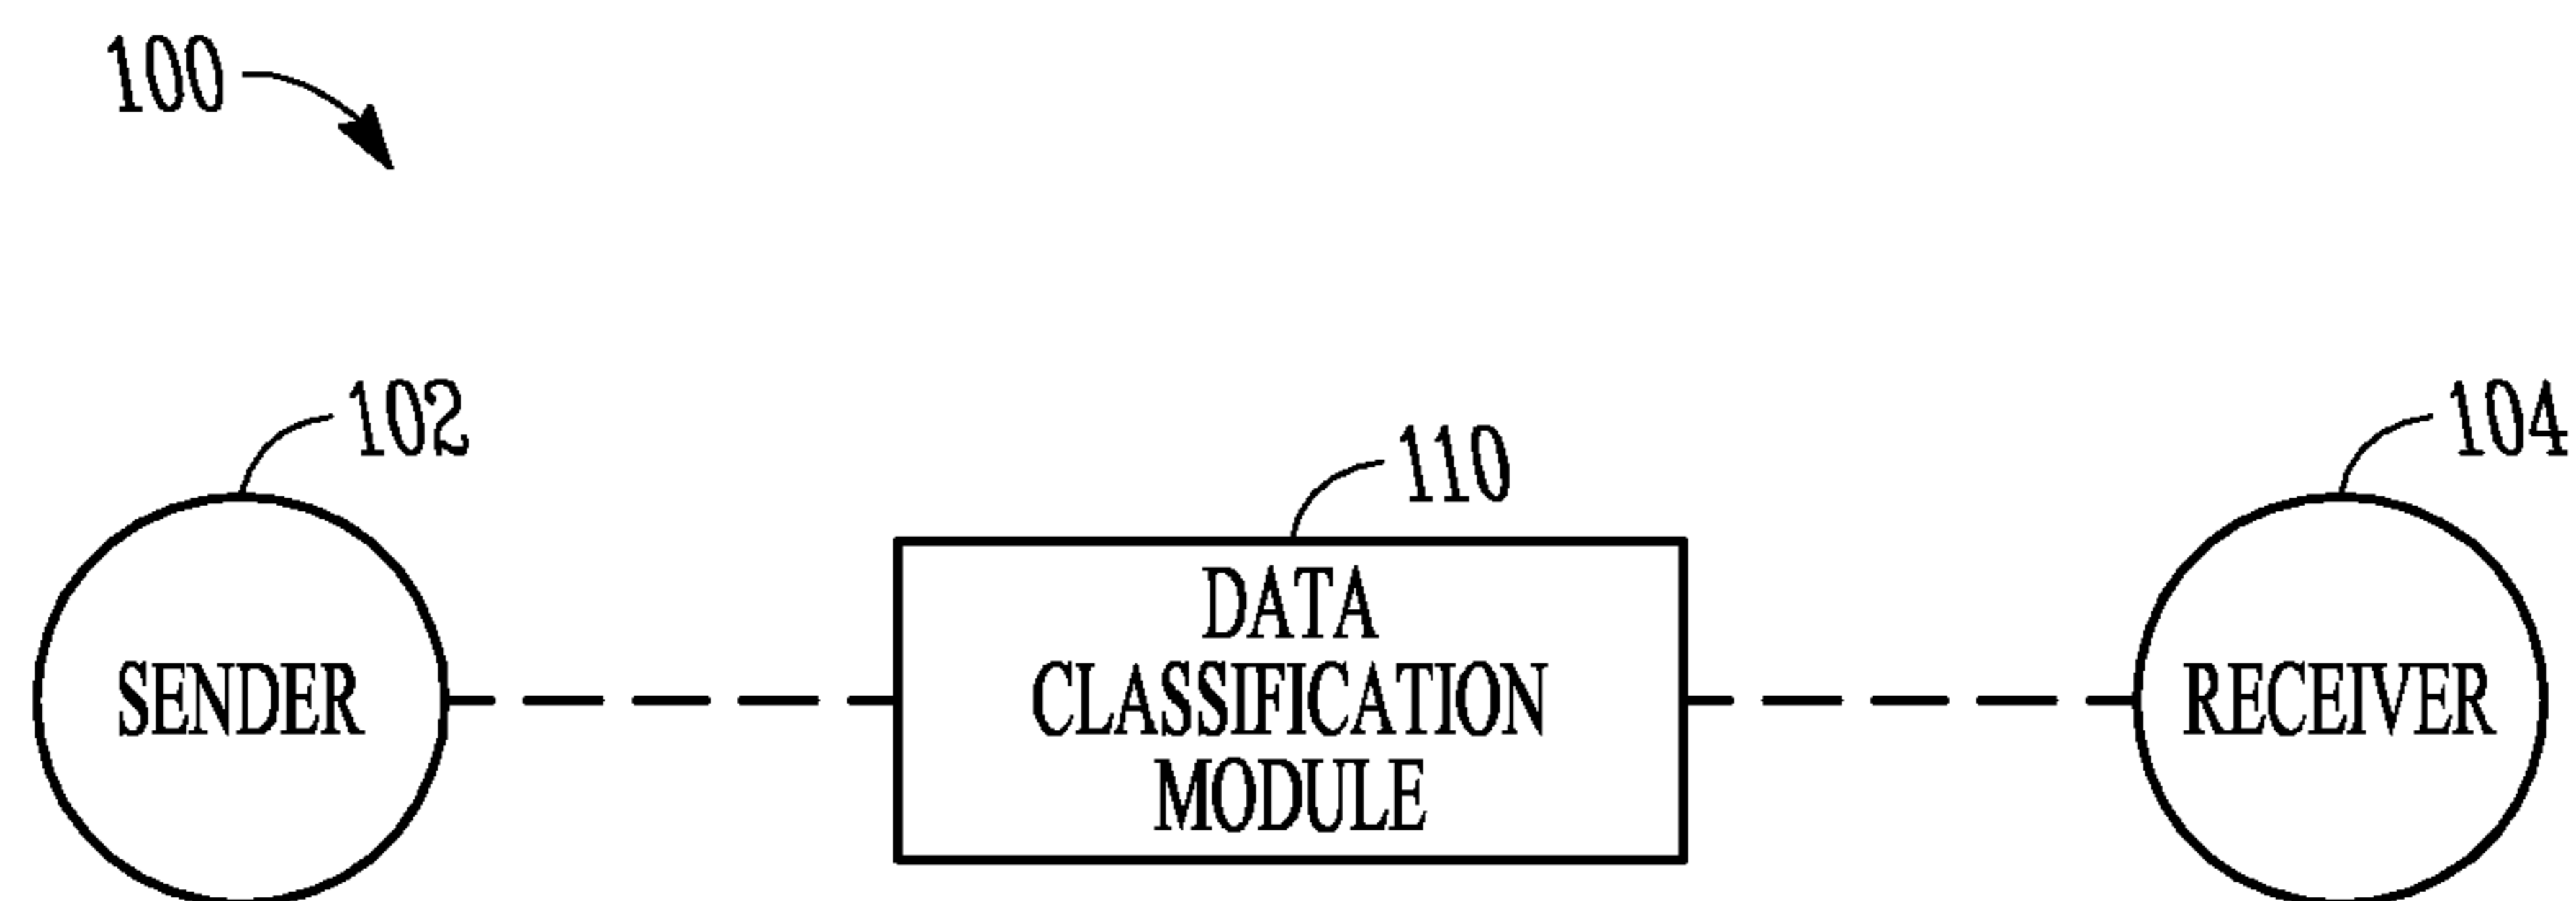 100
102
110
104
SENDER
DATA
CLASSIFICATION
MODULE
RECEIVER